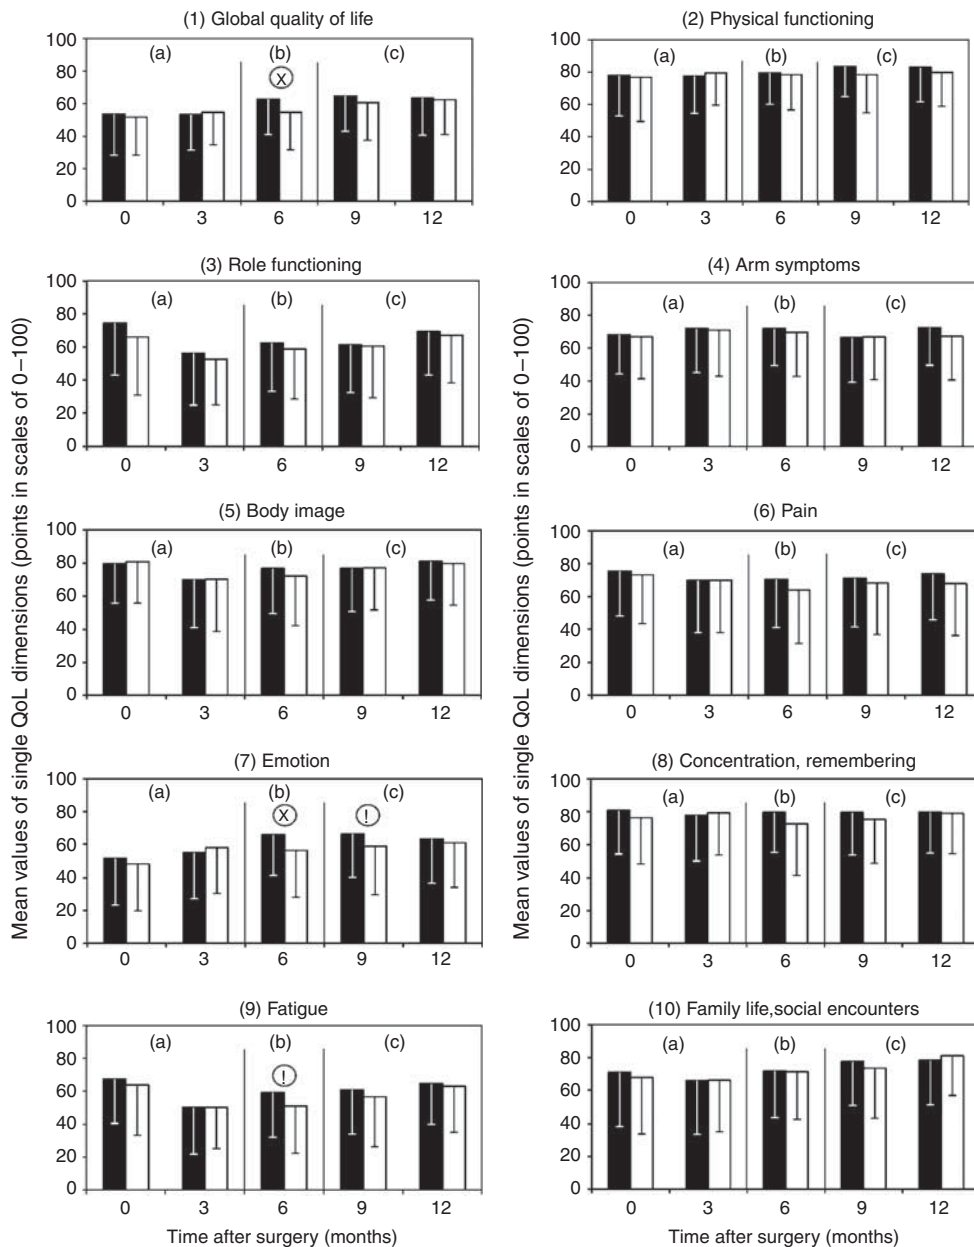 (1) Global quality of life
100
80
60
40
20
0
(a)
(b)
(c)
X
0 3 6 9 12
(2) Physical functioning
100
80
60
40
20
0
(a)
(b)
(c)
0 3 6 9 12
(3) Role functioning
100
80
60
40
20
0
(a)
(b)
(c)
0 3 6 9 12
(4) Arm symptoms
100
80
60
40
20
0
(a)
(b)
(c)
0 3 6 9 12
(5) Body image
100
80
60
40
20
0
(a)
(b)
(c)
0 3 6 9 12
(6) Pain
100
80
60
40
20
0
(a)
(b)
(c)
0 3 6 9 12
(7) Emotion
100
80
60
40
20
0
(a)
(b)
(c)
X
!
0 3 6 9 12
(8) Concentration, remembering
100
80
60
40
20
0
(a)
(b)
(c)
0 3 6 9 12
(9) Fatigue
100
80
60
40
20
0
(a)
(b)
(c)
!
0 3 6 9 12
Time after surgery (months)
(10) Family life,social encounters
100
80
60
40
20
0
(a)
(b)
(c)
0 3 6 9 12
Time after surgery (months)
Mean values of single QoL dimensions (points in scales of 0–100)
Mean values of single QoL dimensions (points in scales of 0–100)